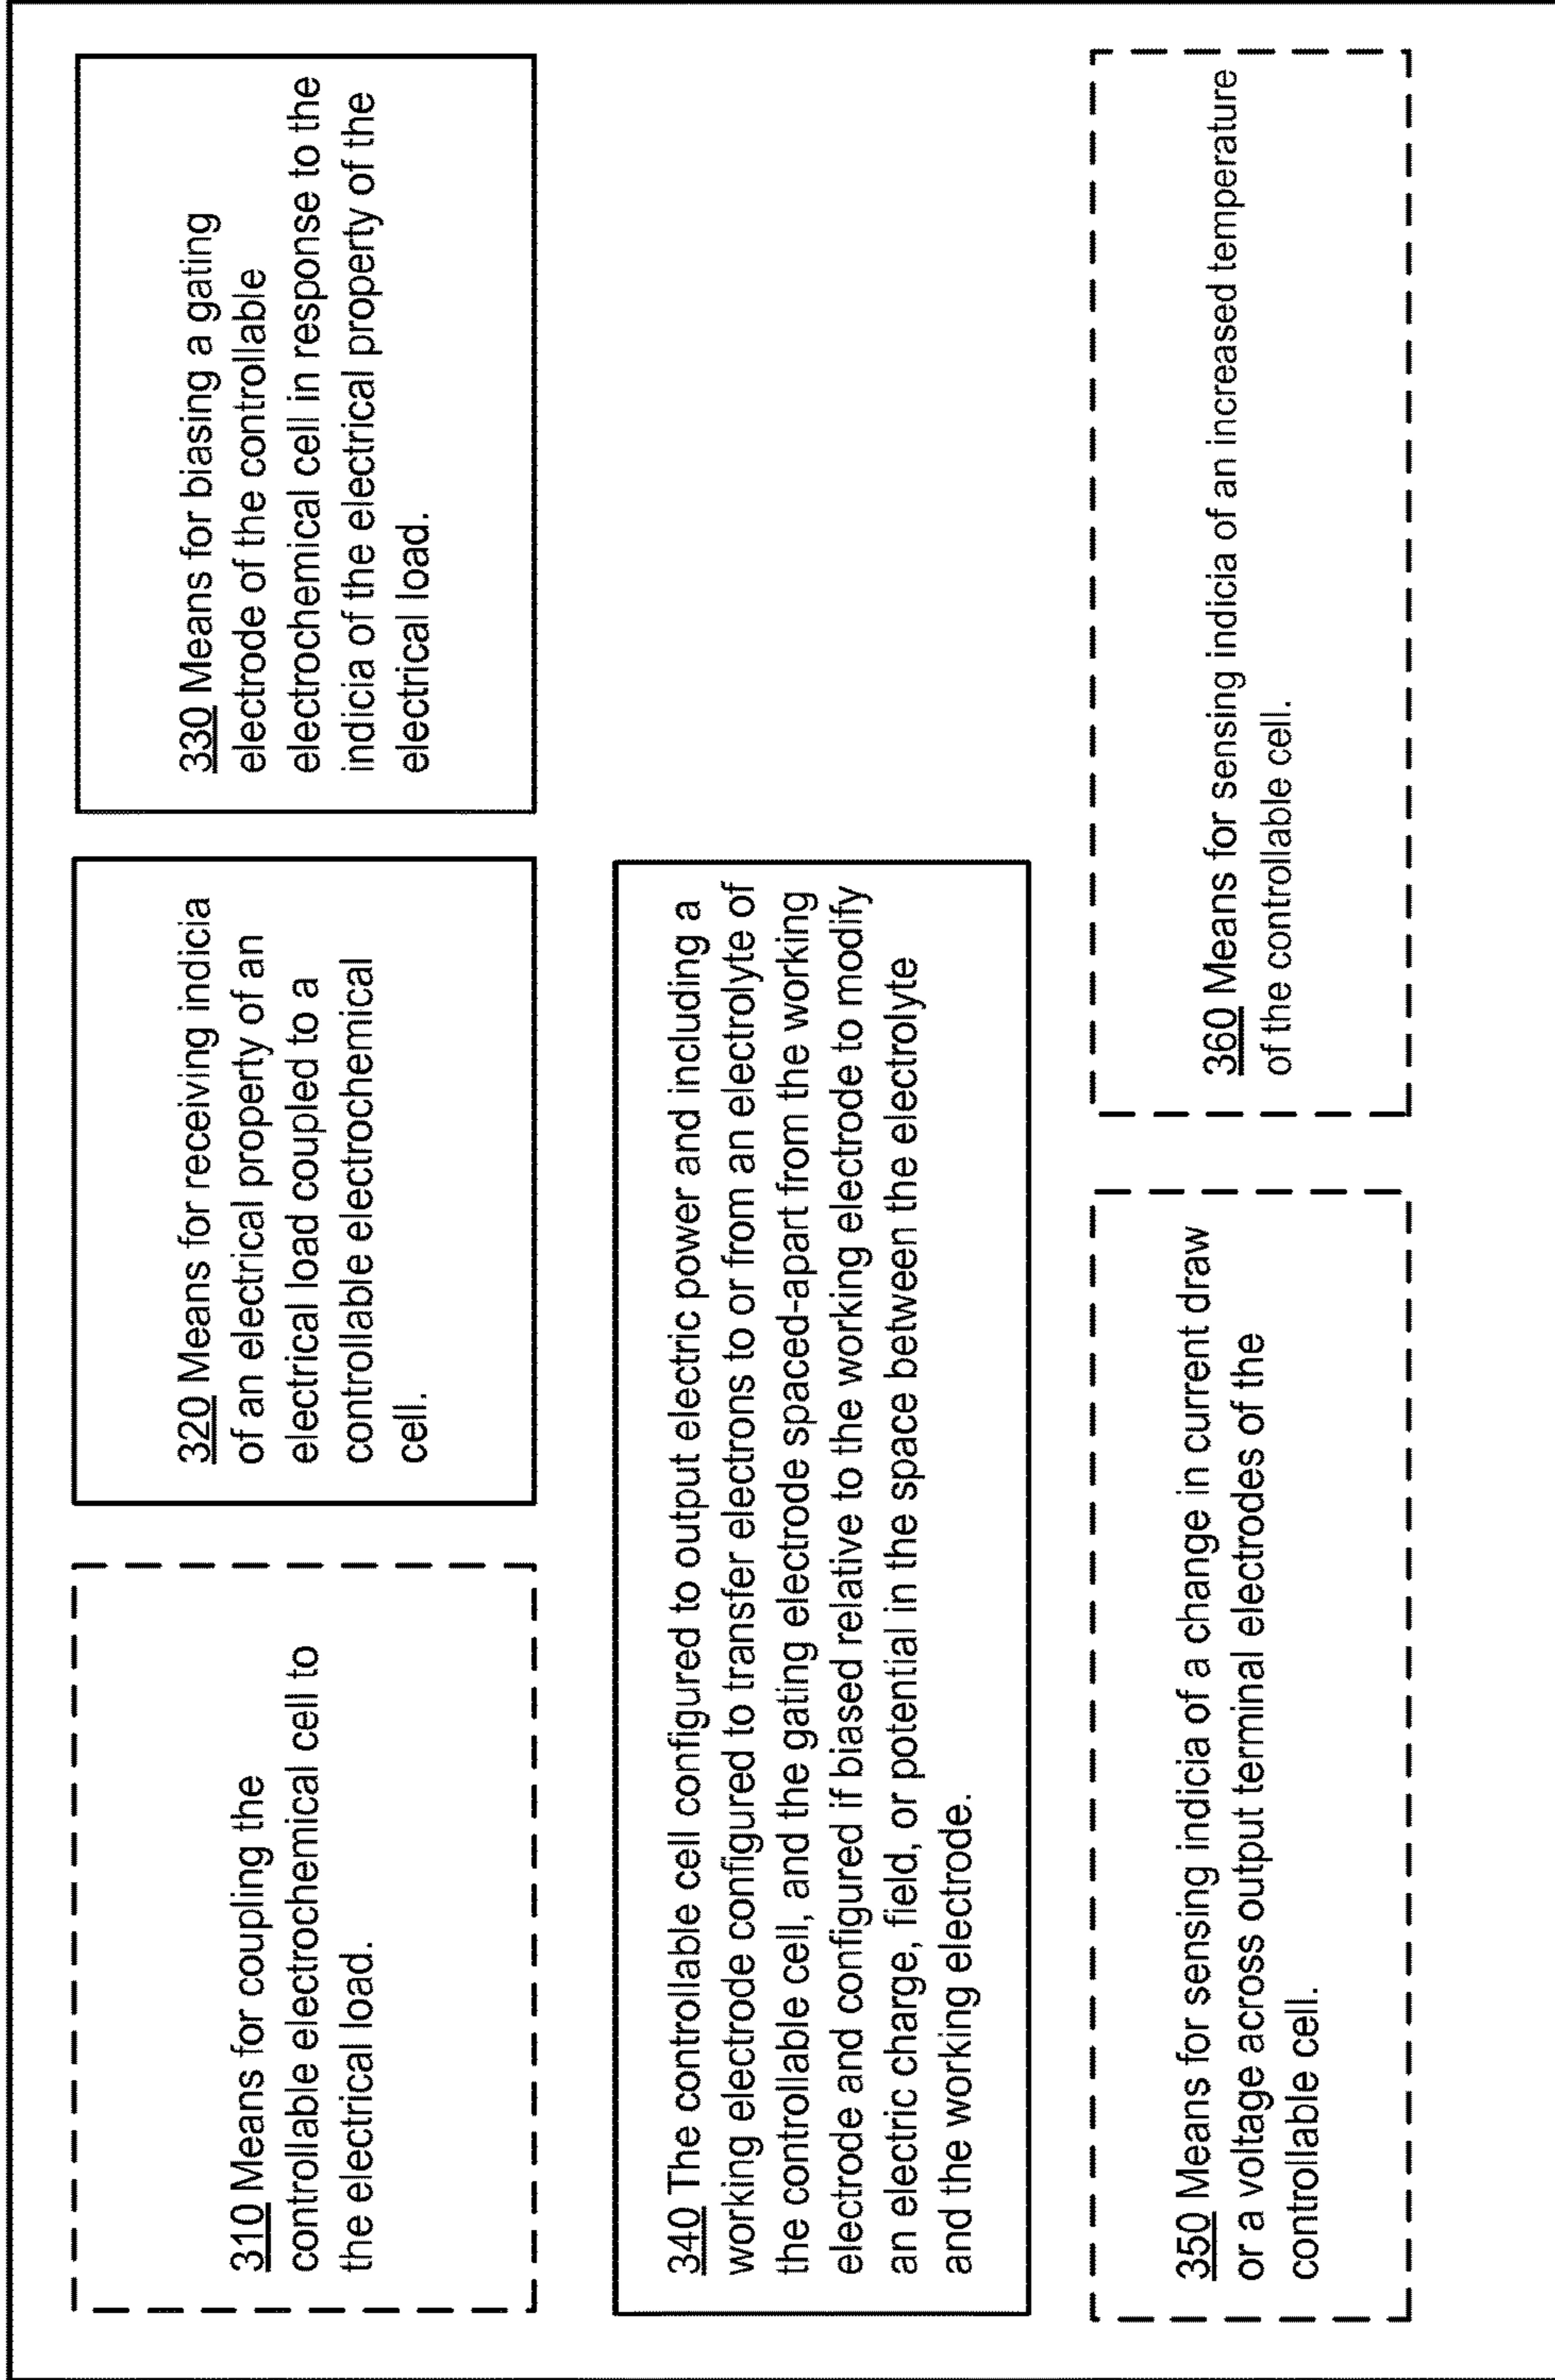 310 Means for coupling the
controllable electrochemical cell to
the electrical load.
320 Means for receiving indicia
of an electrical property of an
electrical load coupled to a
controllable electrochemical
cell.
330 Means for biasing a gating
electrode of the controllable
electrochemical cell in response to the
indicia of the electrical property of the
electrical load.
340 The controllable cell configured to output electric power and including a
working electrode configured to transfer electrons to or from an electrolyte of
the controllable cell, and the gating electrode spaced-apart from the working
electrode and configured if biased relative to the working electrode to modify
an electric charge, field, or potential in the space between the electrolyte
and the working electrode.
350 Means for sensing indicia of a change in current draw
or a voltage across output terminal electrodes of the
controllable cell.
360 Means for sensing indicia of an increased temperature
of the controllable cell.